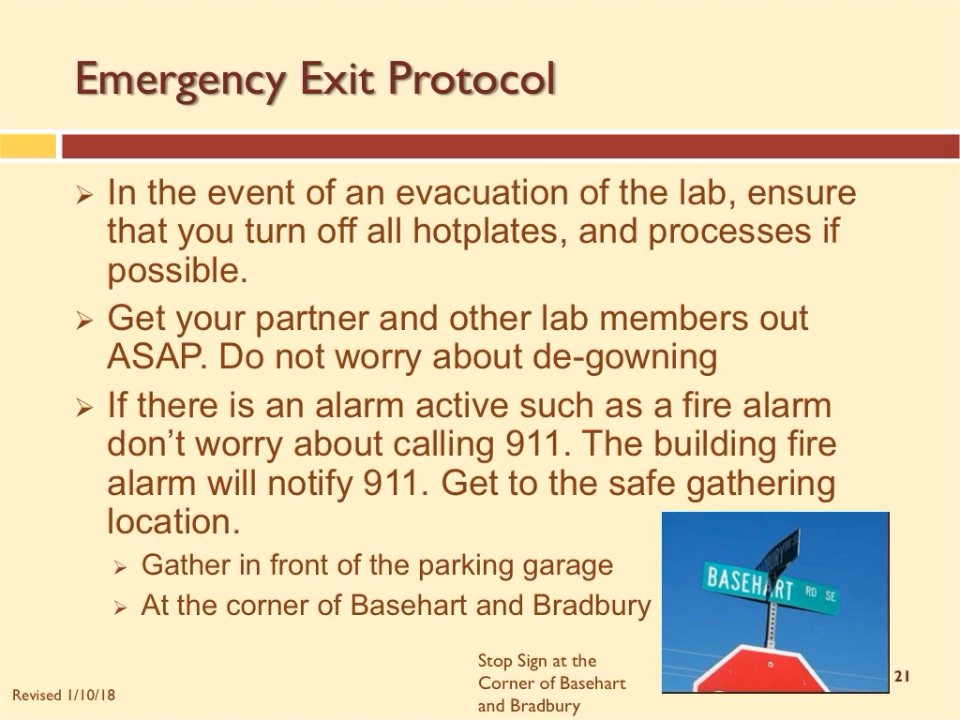 Emergency Exit Protocol
In the event of an evacuation of the lab, ensure
that you turn off all hotplates, and processes if
possible.
Get your partner and other lab members out
ASAP. Do not worry about de-gowning
If there is an alarm active such as a fire alarm
don’t worry about calling 911. The building fire
alarm will notify 911. Get to the safe gathering
location.
Gather in front of the parking garage
At the corner of Basehart and Bradbury
BASEHART RD SE
Stop Sign at the
Corner of Basehart
and Bradbury
21
Revised 1/10/18